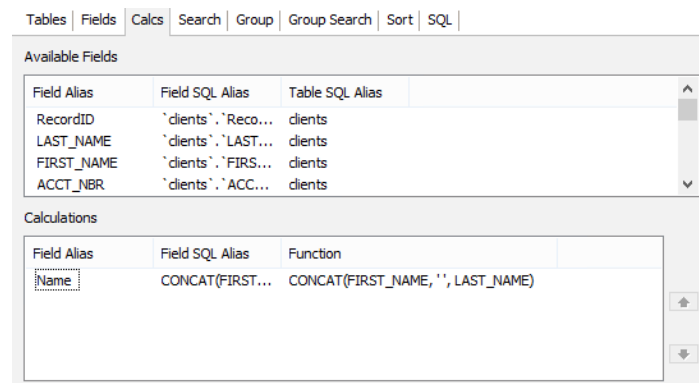 Tables Fields Calcs Search Group Group Search Sort SQL
Available Fields
Field Alias Field SQL Alias Table SQL Alias
RecordID `clients`.`Reco... clients
LAST_NAME `clients`.`LAST... clients
FIRST_NAME `clients`.`FIRS... clients
ACCT_NBR `clients`.`ACC... clients
Calculations
Field Alias Field SQL Alias Function
Name CONCAT(FIRST... CONCAT(FIRST_NAME, ' ', LAST_NAME)